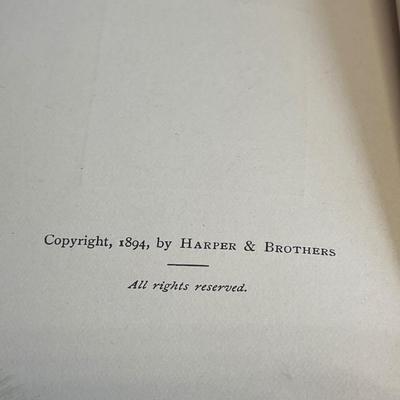 Copyright, 1894, by HARPER & BROTHERS
All rights reserved.